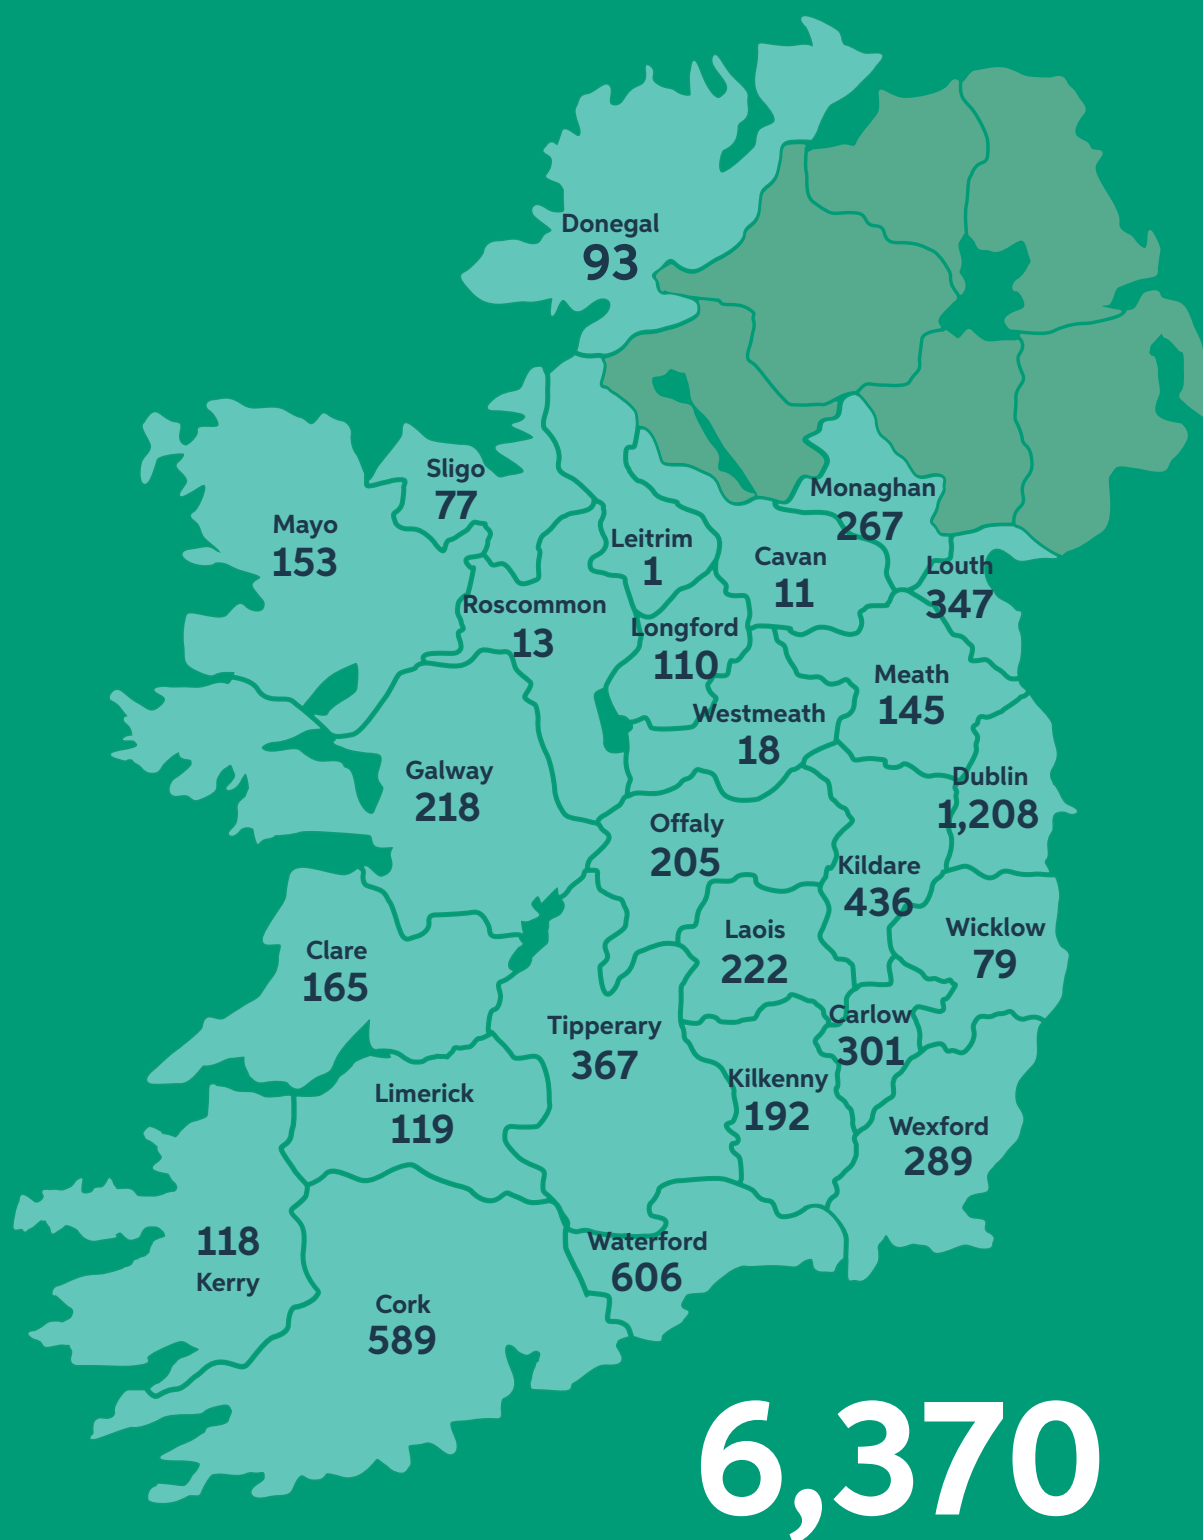 Donegal
93
Sligo
77
Monaghan
267
Mayo
153
Leitrim
1
Cavan
11
Louth
347
Roscommon
13
Longford
110
Meath
145
Westmeath
18
Galway
218
Dublin
1,208
Offaly
205
Kildare
436
Clare
165
Laois
222
Wicklow
79
Tipperary
367
Carlow
301
Limerick
119
Kilkenny
192
Wexford
289
118
Kerry
Waterford
606
Cork
589
6,370